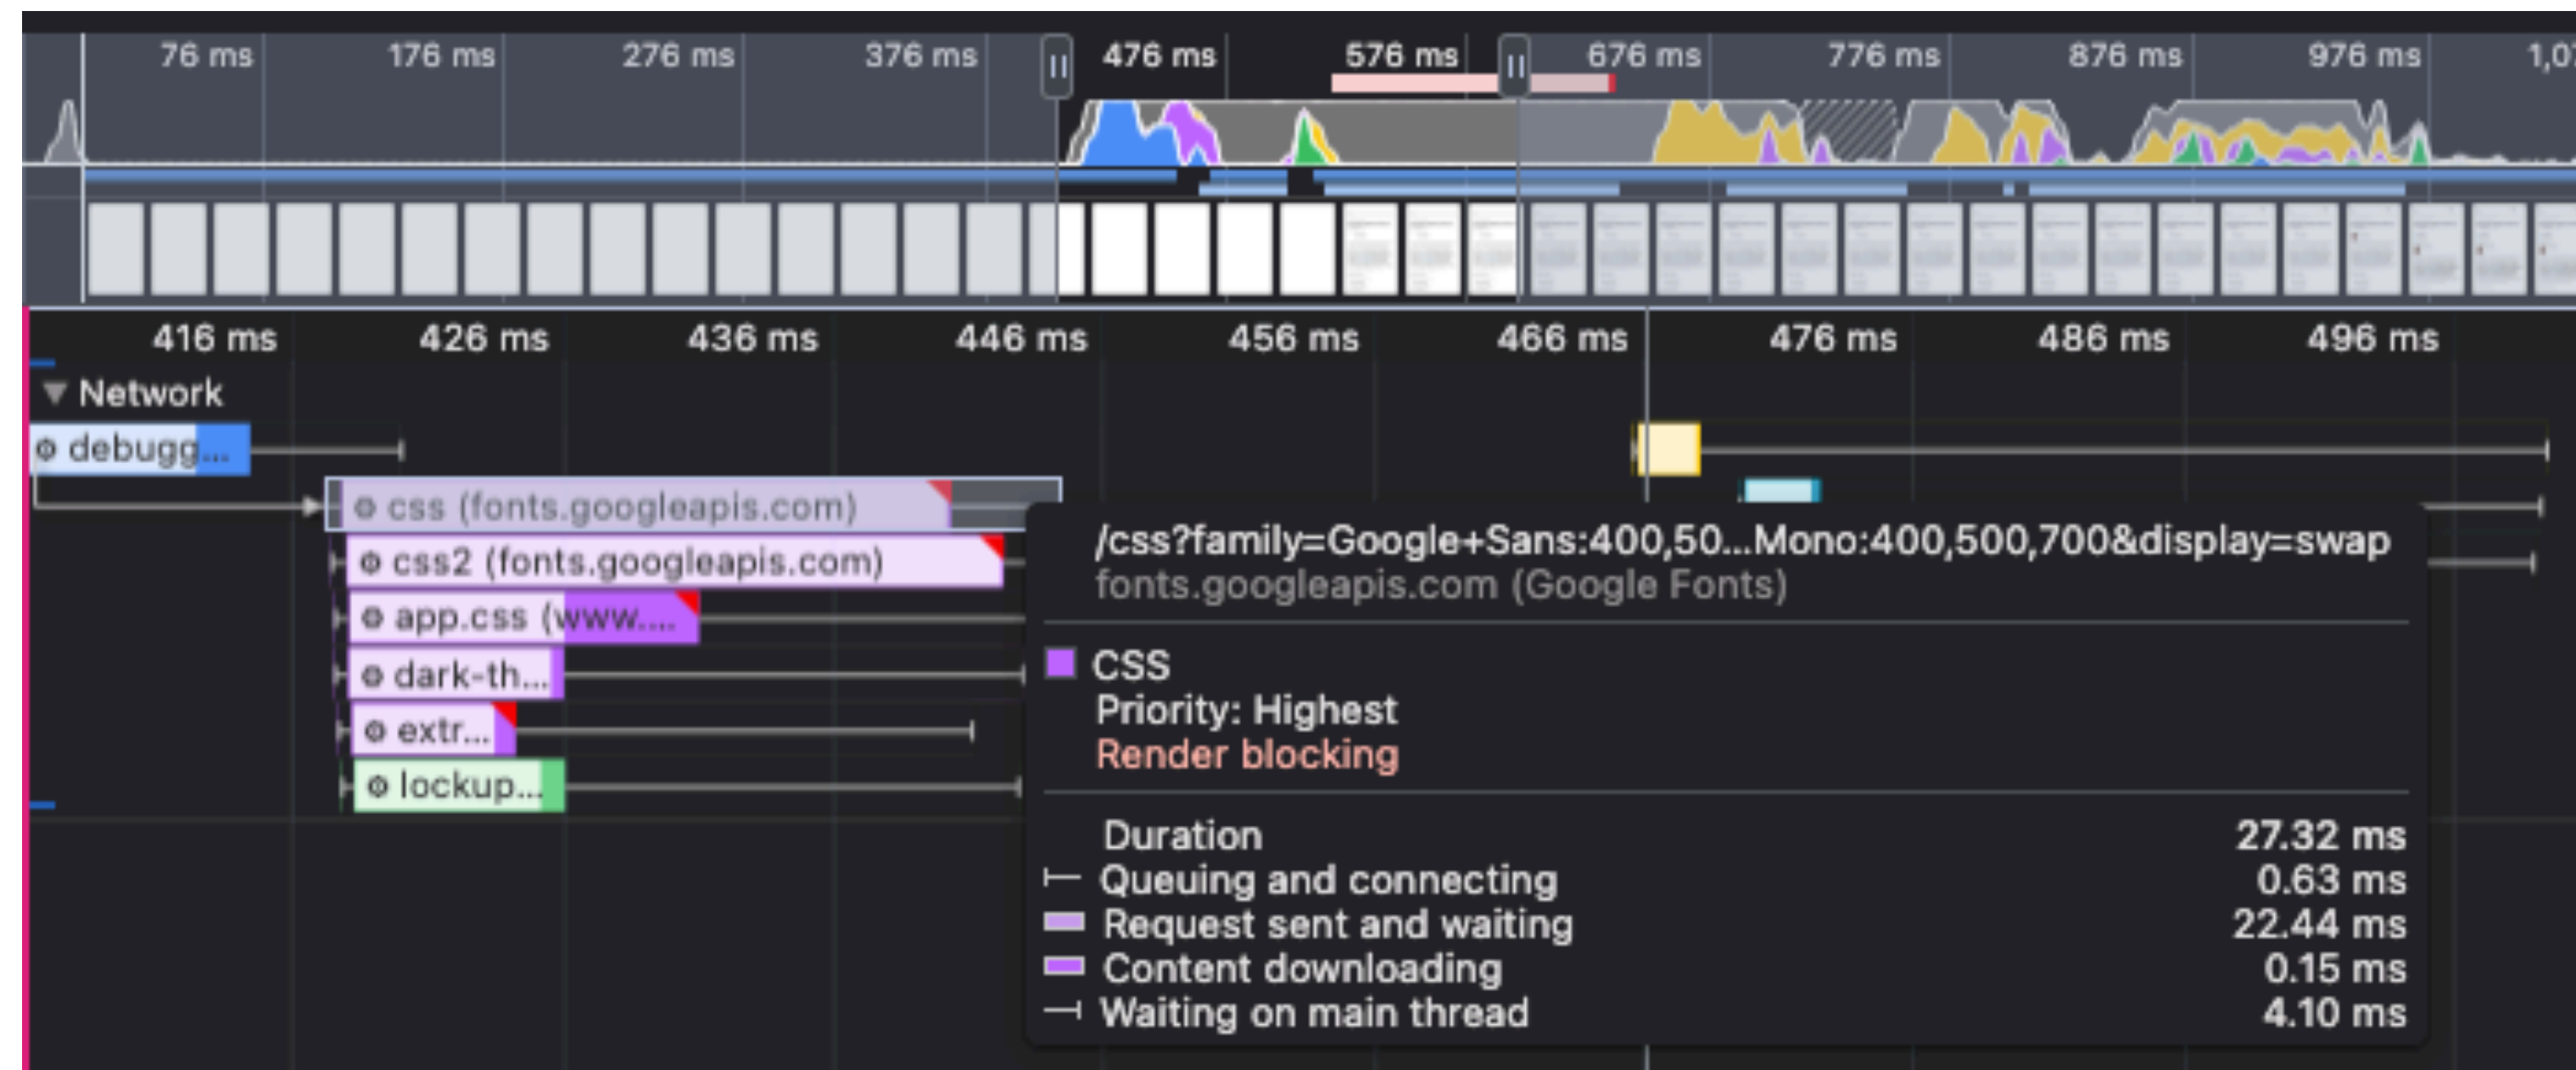 76 ms 176 ms 276 ms 376 ms 476 ms 576 ms 676 ms 776 ms 876 ms 976 ms 1,07
416 ms 426 ms 436 ms 446 ms 456 ms 466 ms 476 ms 486 ms 496 ms
Network
debugg...
css (fonts.googleapis.com)
css2 (fonts.googleapis.com)
app.css (www....
dark-th...
extr...
lockup...
/css?family=Google+Sans:400,50...Mono:400,500,700&display=swap
fonts.googleapis.com (Google Fonts)
CSS
Priority: Highest
Render blocking
Duration 27.32 ms
Queuing and connecting 0.63 ms
Request sent and waiting 22.44 ms
Content downloading 0.15 ms
Waiting on main thread 4.10 ms